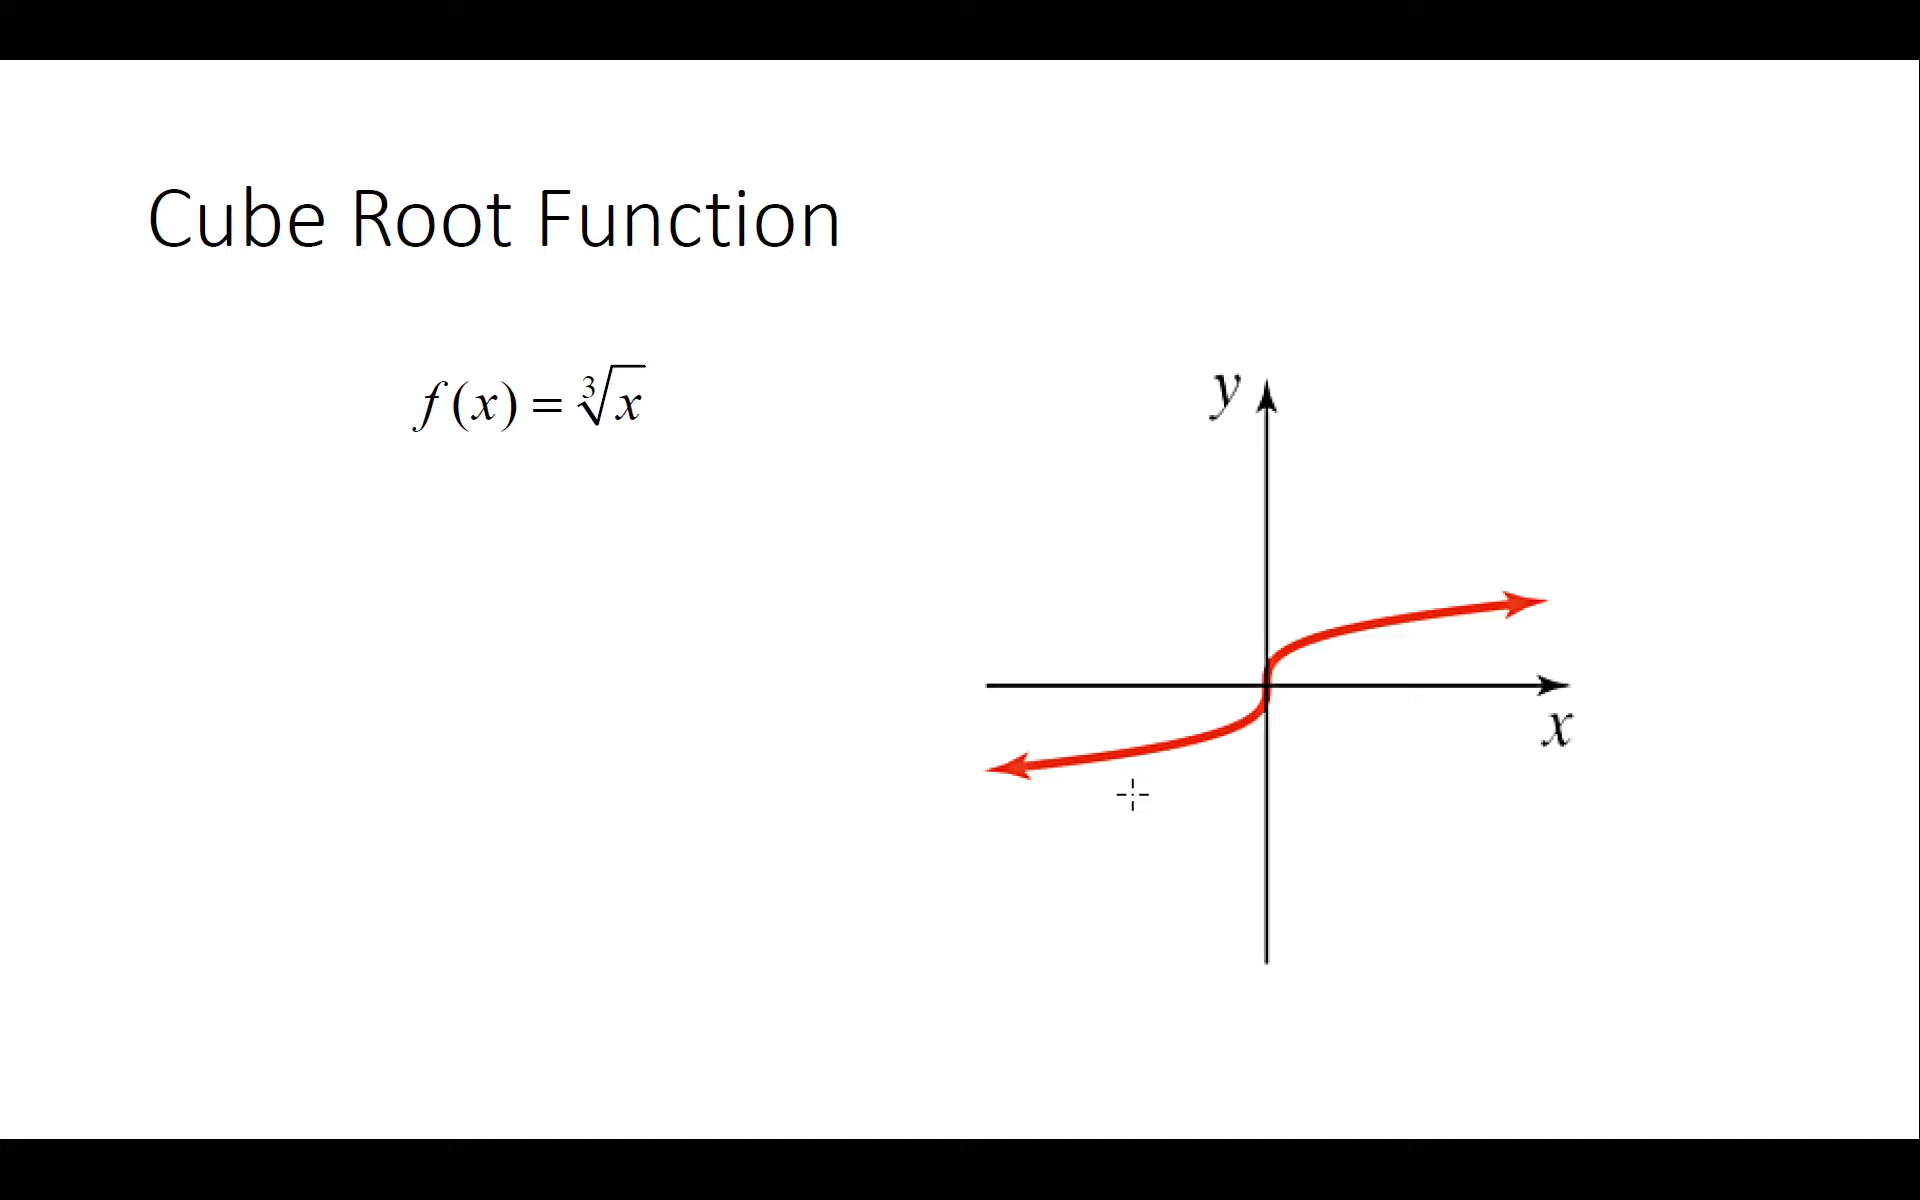 Cube Root Function
f(x) = ∛x
y
x